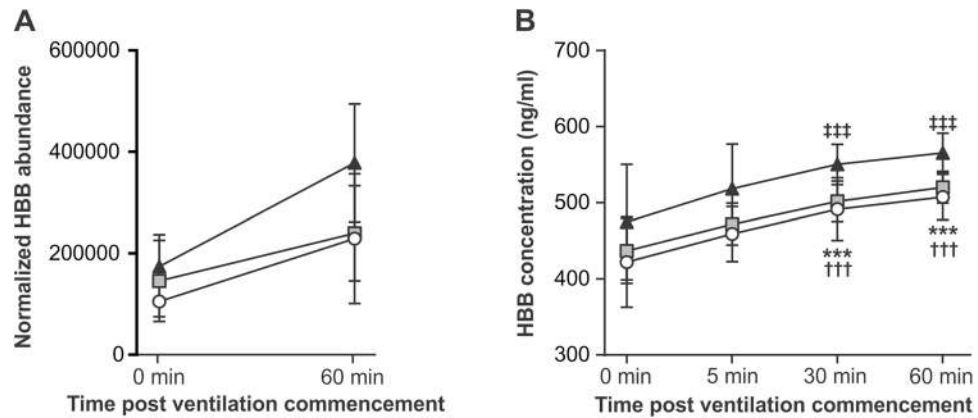 A
Normalized HBB abundance
600000
400000
200000
0
0 min
60 min
Time post ventilation commencement
B
HBB concentration (ng/ml)
700
600
500
400
300
‡‡‡
‡‡‡
***
†††
***
†††
0 min
5 min
30 min
60 min
Time post ventilation commencement